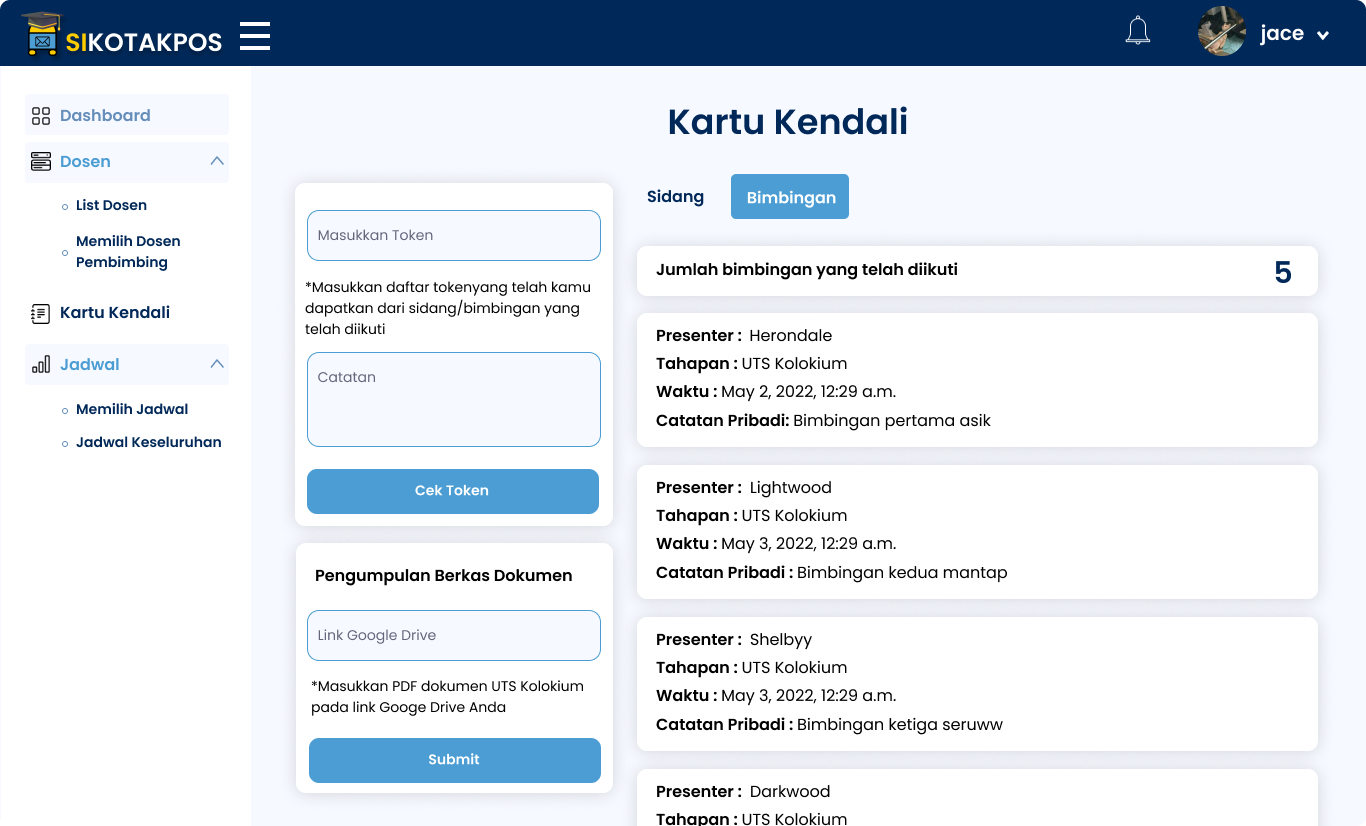 SIKOTAKPOS
jace
Dashboard
Dosen
List Dosen
Memilih Dosen
Pembimbing
Kartu Kendali
Jadwal
Memilih Jadwal
Jadwal Keseluruhan
Kartu Kendali
Masukkan Token
*Masukkan daftar tokenyang telah kamu
dapatkan dari sidang/bimbingan yang
telah diikuti
Catatan
Cek Token
Pengumpulan Berkas Dokumen
Link Google Drive
*Masukkan PDF dokumen UTS Kolokium
pada link Googe Drive Anda
Submit
Sidang
Bimbingan
Jumlah bimbingan yang telah diikuti 5
Presenter : Herondale
Tahapan : UTS Kolokium
Waktu : May 2, 2022, 12:29 a.m.
Catatan Pribadi: Bimbingan pertama asik
Presenter : Lightwood
Tahapan : UTS Kolokium
Waktu : May 3, 2022, 12:29 a.m.
Catatan Pribadi : Bimbingan kedua mantap
Presenter : Shelbyy
Tahapan : UTS Kolokium
Waktu : May 3, 2022, 12:29 a.m.
Catatan Pribadi : Bimbingan ketiga seruww
Presenter : Darkwood
Tahapan : UTS Kolokium